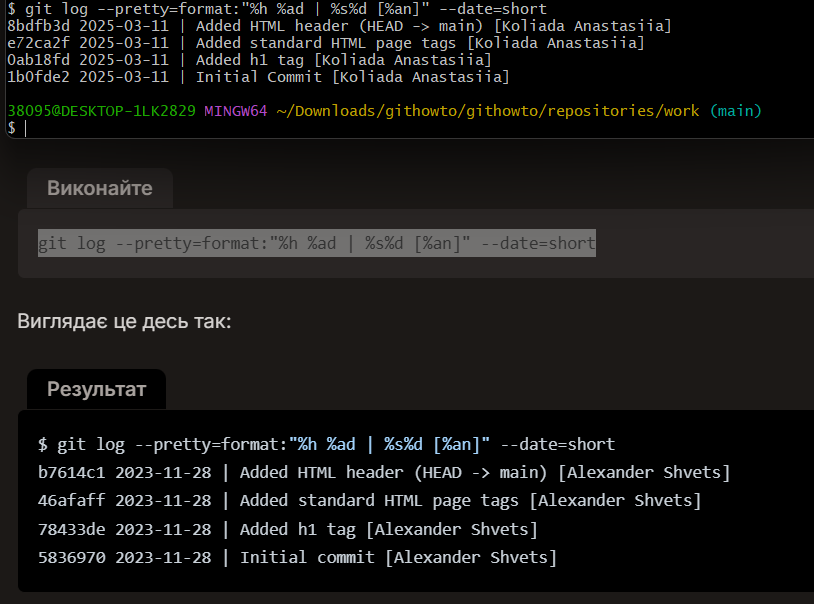 $ git log --pretty=format:"%h %ad | %s%d [%an]" --date=short
8bdfb3d 2025-03-11 | Added HTML header (HEAD -> main) [Koliada Anastasiia]
e72ca2f 2025-03-11 | Added standard HTML page tags [Koliada Anastasiia]
0ab18fd 2025-03-11 | Added h1 tag [Koliada Anastasiia]
1b0fde2 2025-03-11 | Initial Commit [Koliada Anastasiia]
38095@DESKTOP-1LK2829 MINGW64 ~/Downloads/githowto/githowto/repositories/work (main)
$
Виконайте
git log --pretty=format:"%h %ad | %s%d [%an]" --date=short
Виглядає це десь так:
Результат
$ git log --pretty=format:"%h %ad | %s%d [%an]" --date=short
b7614c1 2023-11-28 | Added HTML header (HEAD -> main) [Alexander Shvets]
46afaff 2023-11-28 | Added standard HTML page tags [Alexander Shvets]
78433de 2023-11-28 | Added h1 tag [Alexander Shvets]
5836970 2023-11-28 | Initial commit [Alexander Shvets]